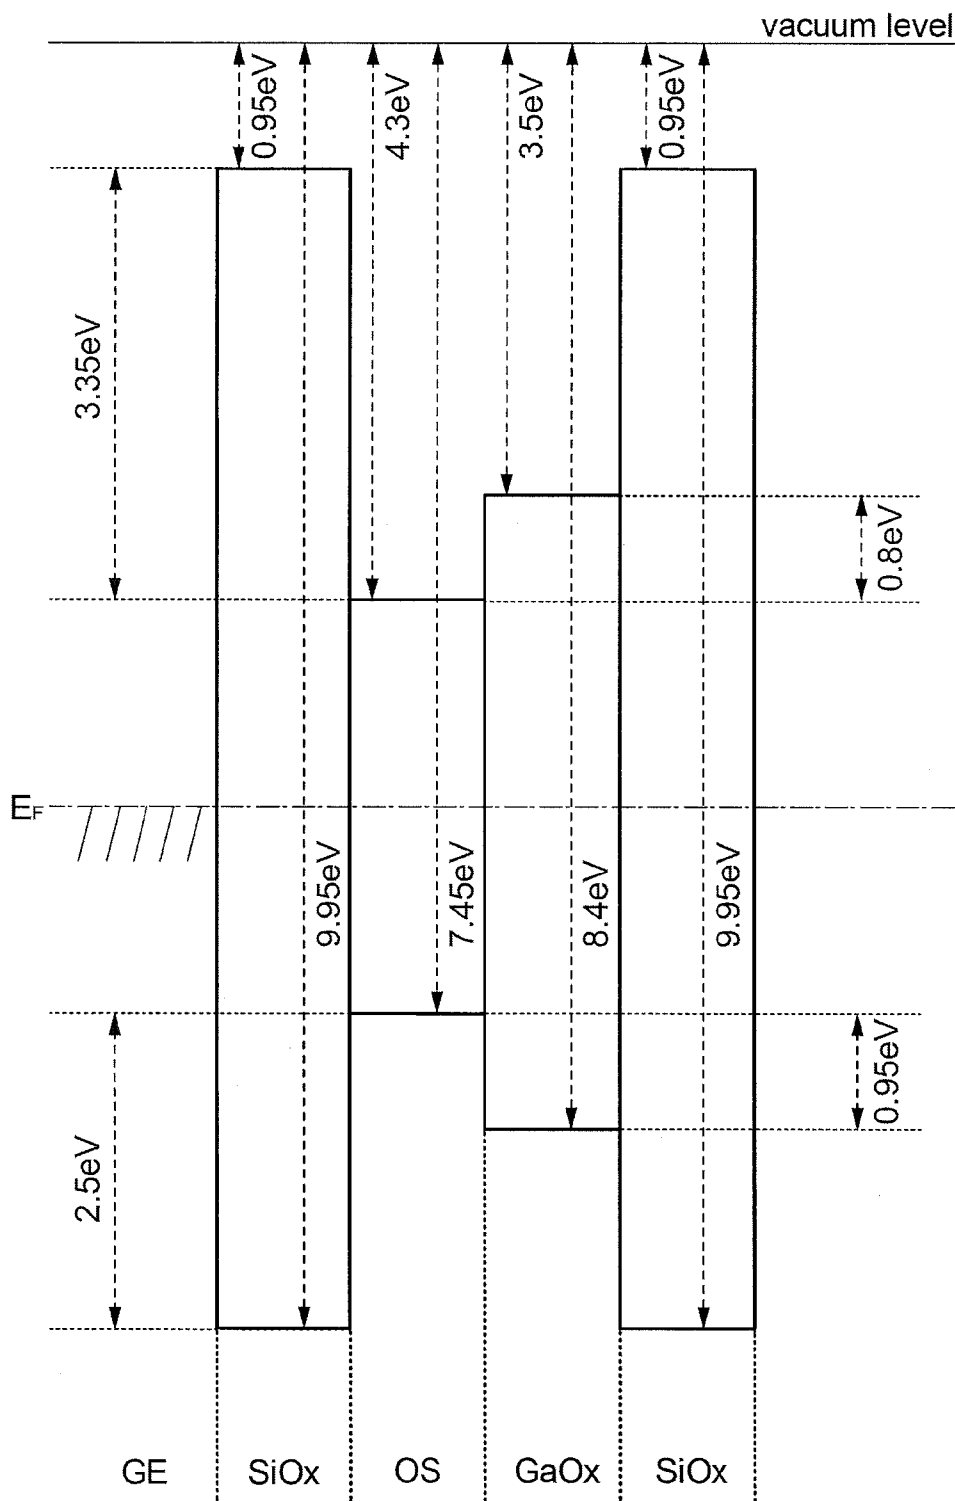 vacuum level
0.95eV
4.3eV
3.5eV
0.95eV
3.35eV
0.8eV
EF
9.95eV
7.45eV
8.4eV
9.95eV
2.5eV
0.95eV
GE SiOx OS GaOx SiOx